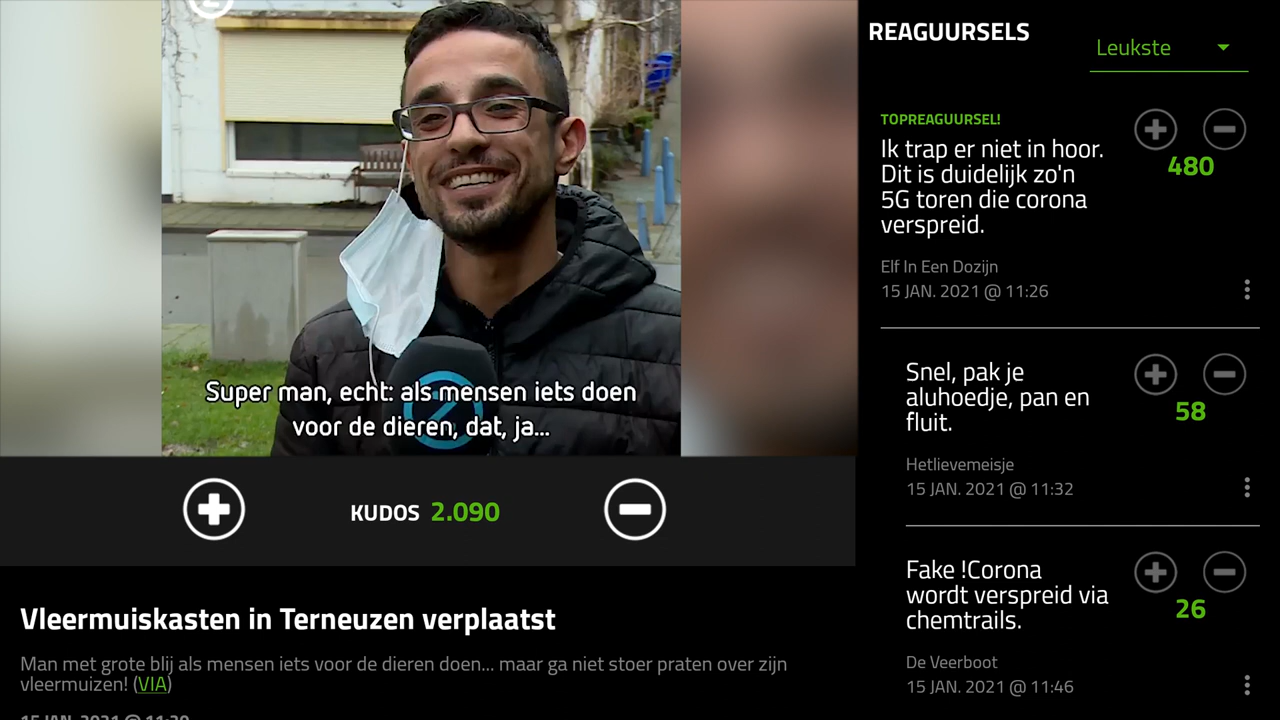 Super man, echt: als mensen iets doen
voor de dieren, dat, ja...
KUDOS 2.090
Vleermuiskasten in Terneuzen verplaatst
Man met grote blij als mensen iets voor de dieren doen... maar ga niet stoer praten over zijn
vleermuizen! (VIA)
15 JAN. 2021 @ 11:20
REAGUURSELS
Leukste
TOPREAGUURSEL!
Ik trap er niet in hoor.
Dit is duidelijk zo'n
5G toren die corona
verspreid.
480
Elf In Een Dozijn
15 JAN. 2021 @ 11:26
Snel, pak je
aluhoedje, pan en
fluit.
58
Hetlievemeisje
15 JAN. 2021 @ 11:32
Fake !Corona
wordt verspreid via
chemtrails.
26
De Veerboot
15 JAN. 2021 @ 11:46